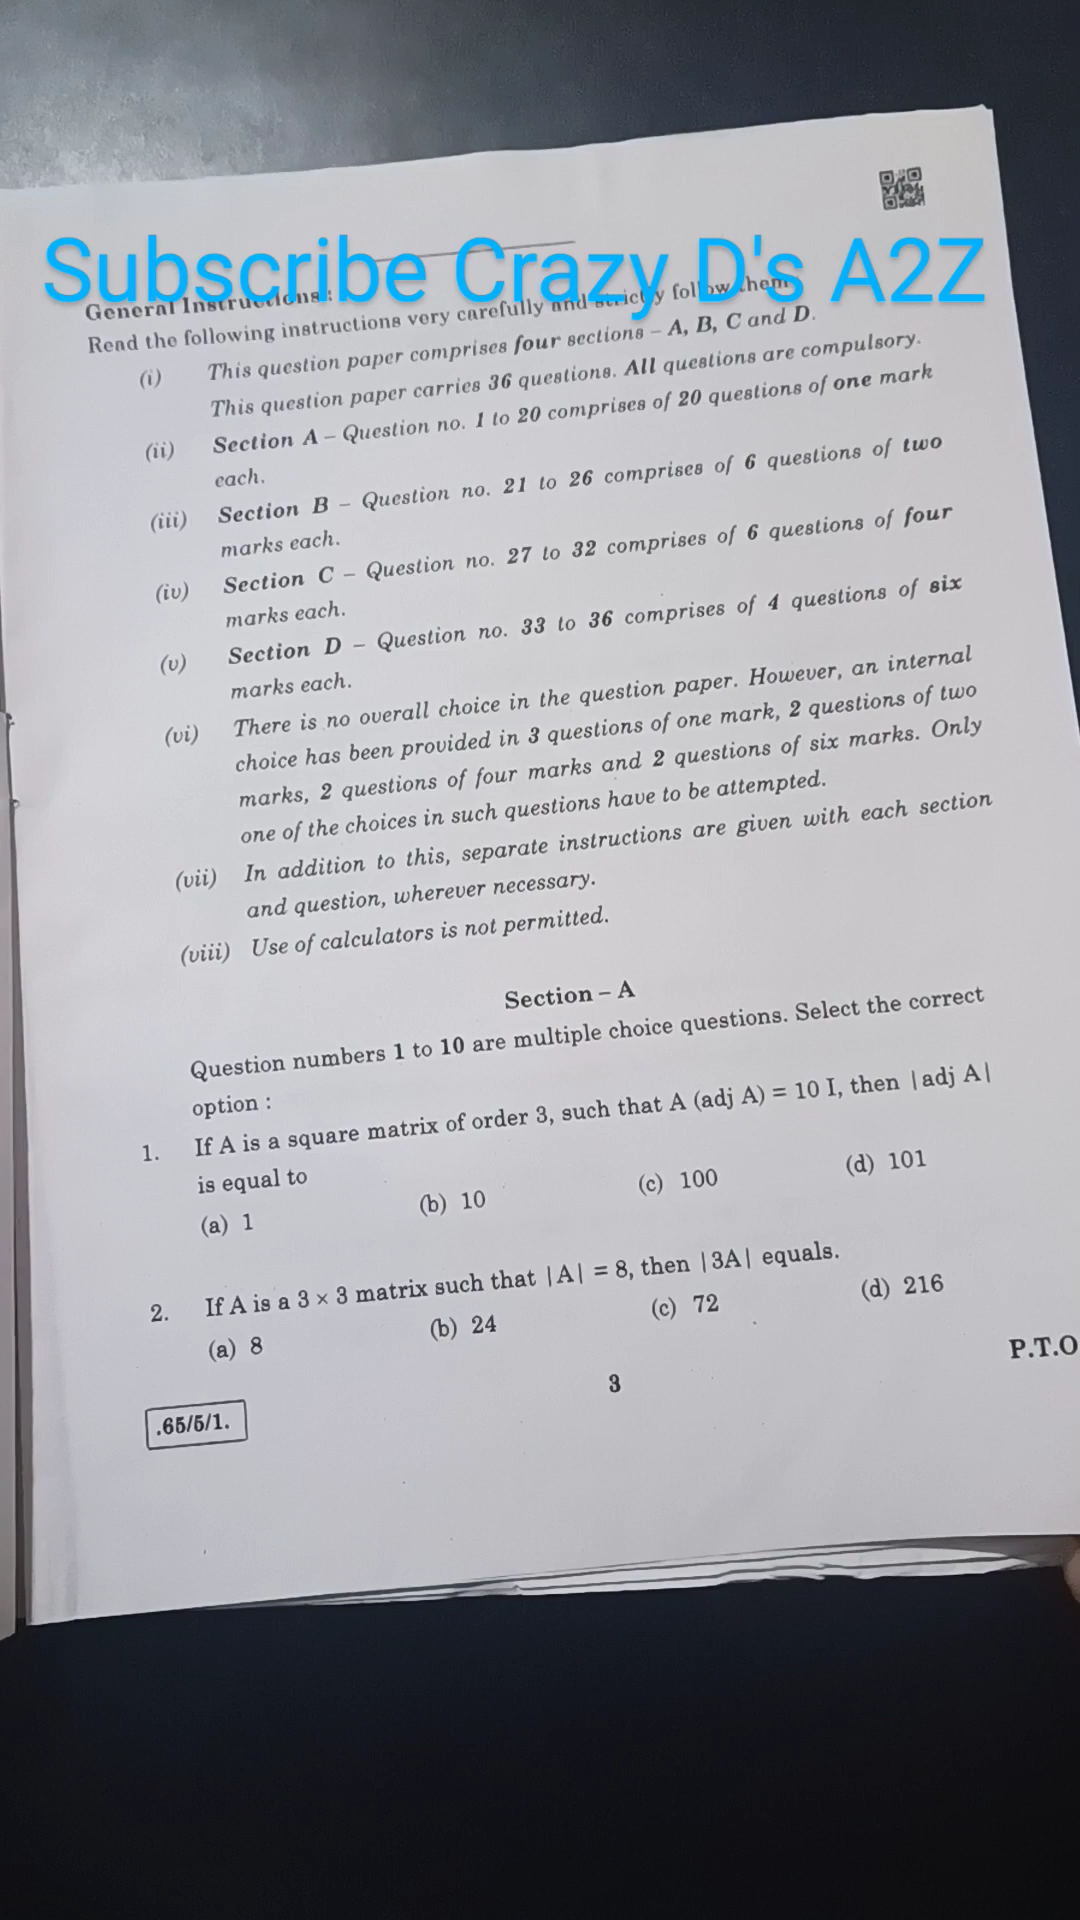 Subscribe Crazy D's A2Z
General Instructions :
Read the following instructions very carefully and strictly follow them
(i) This question paper comprises four sections – A, B, C and D.
This question paper carries 36 questions. All questions are compulsory.
(ii) Section A – Question no. 1 to 20 comprises of 20 questions of one mark
each.
(iii) Section B – Question no. 21 to 26 comprises of 6 questions of two
marks each.
(iv) Section C – Question no. 27 to 32 comprises of 6 questions of four
marks each.
(v) Section D – Question no. 33 to 36 comprises of 4 questions of six
marks each.
(vi) There is no overall choice in the question paper. However, an internal
choice has been provided in 3 questions of one mark, 2 questions of two
marks, 2 questions of four marks and 2 questions of six marks. Only
one of the choices in such questions have to be attempted.
(vii) In addition to this, separate instructions are given with each section
and question, wherever necessary.
(viii) Use of calculators is not permitted.
Section – A
Question numbers 1 to 10 are multiple choice questions. Select the correct
option :
1. If A is a square matrix of order 3, such that A (adj A) = 10 I, then |adj A|
is equal to
(a) 1 (b) 10 (c) 100 (d) 101
2. If A is a 3 × 3 matrix such that |A| = 8, then |3A| equals.
(a) 8 (b) 24 (c) 72 (d) 216
.65/5/1. 3 P.T.O